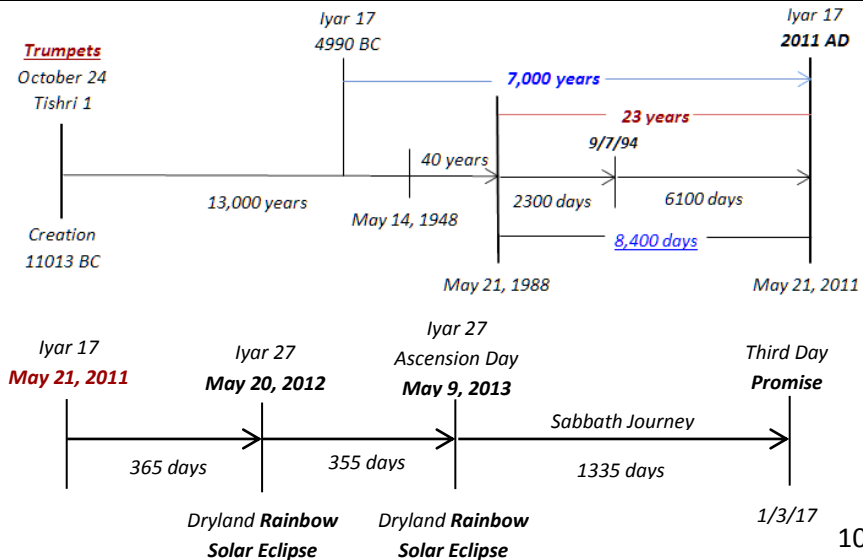 Iyar 17
4990 BC
Iyar 17
2011 AD
Trumpets
October 24
Tishri 1
7,000 years
23 years
9/7/94
40 years
13,000 years
2300 days
6100 days
May 14, 1948
Creation
11013 BC
8,400 days
May 21, 1988
May 21, 2011
Iyar 17
May 21, 2011
Iyar 27
May 20, 2012
Iyar 27
Ascension Day
May 9, 2013
Third Day
Promise
Sabbath Journey
365 days
355 days
1335 days
Dryland Rainbow
Solar Eclipse
Dryland Rainbow
Solar Eclipse
1/3/17
10